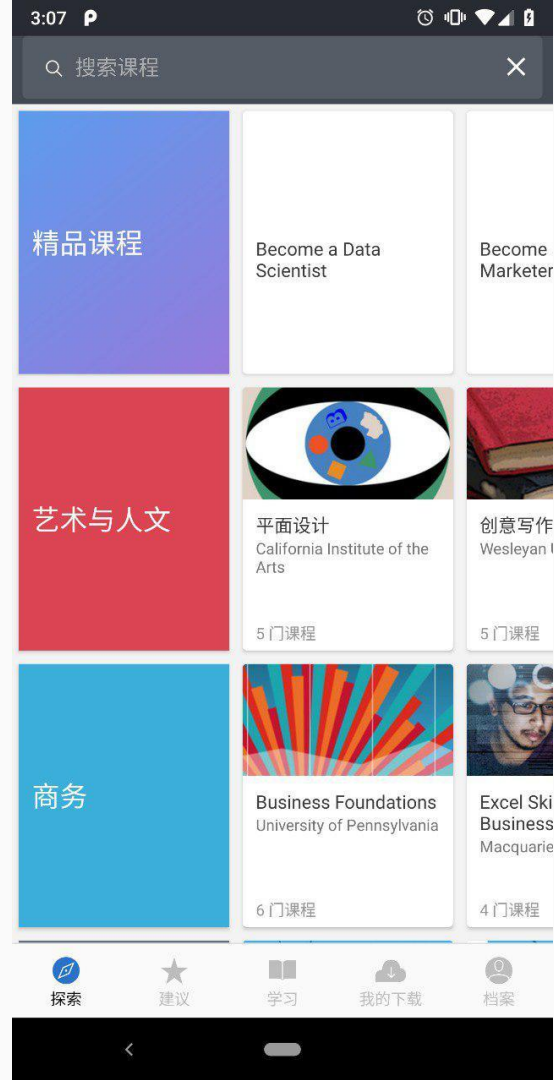 3:07
搜索课程
精品课程
Become a Data
Scientist
Become
Marketer
艺术与人文
平面设计
California Institute of the
Arts
5 门课程
创意写作
Wesleyan
5 门课程
商务
Business Foundations
University of Pennsylvania
6 门课程
Excel Ski
Business
Macquarie
4 门课程
探索
建议
学习
我的下载
档案